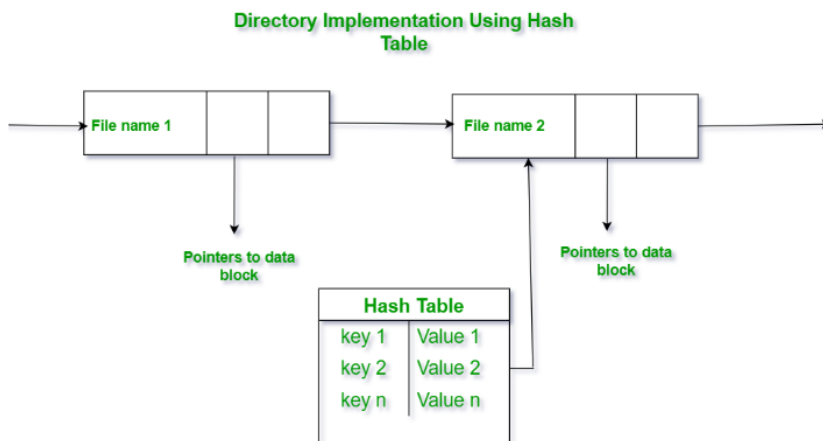 Directory Implementation Using Hash
Table
File name 1
File name 2
Pointers to data
block
Pointers to data
block
Hash Table
key 1 Value 1
key 2 Value 2
key n Value n